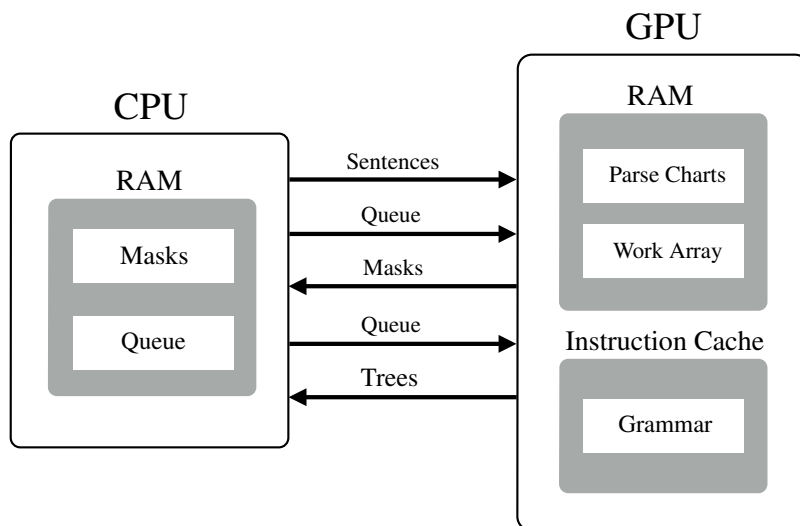 GPU
CPU
RAM
RAM
Sentences
Parse Charts
Queue
Masks
Work Array
Masks
Queue
Queue
Instruction Cache
Trees
Grammar